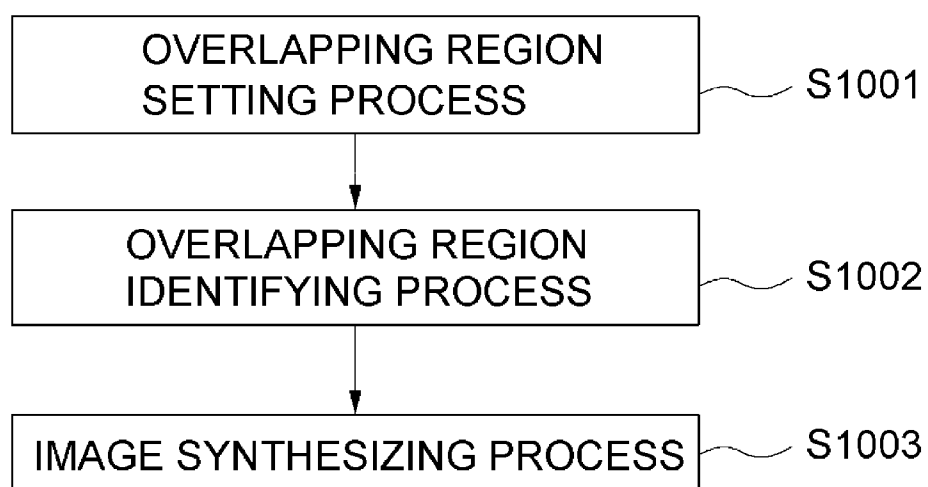 OVERLAPPING REGION
SETTING PROCESS
S1001
OVERLAPPING REGION
IDENTIFYING PROCESS
S1002
IMAGE SYNTHESIZING PROCESS
S1003